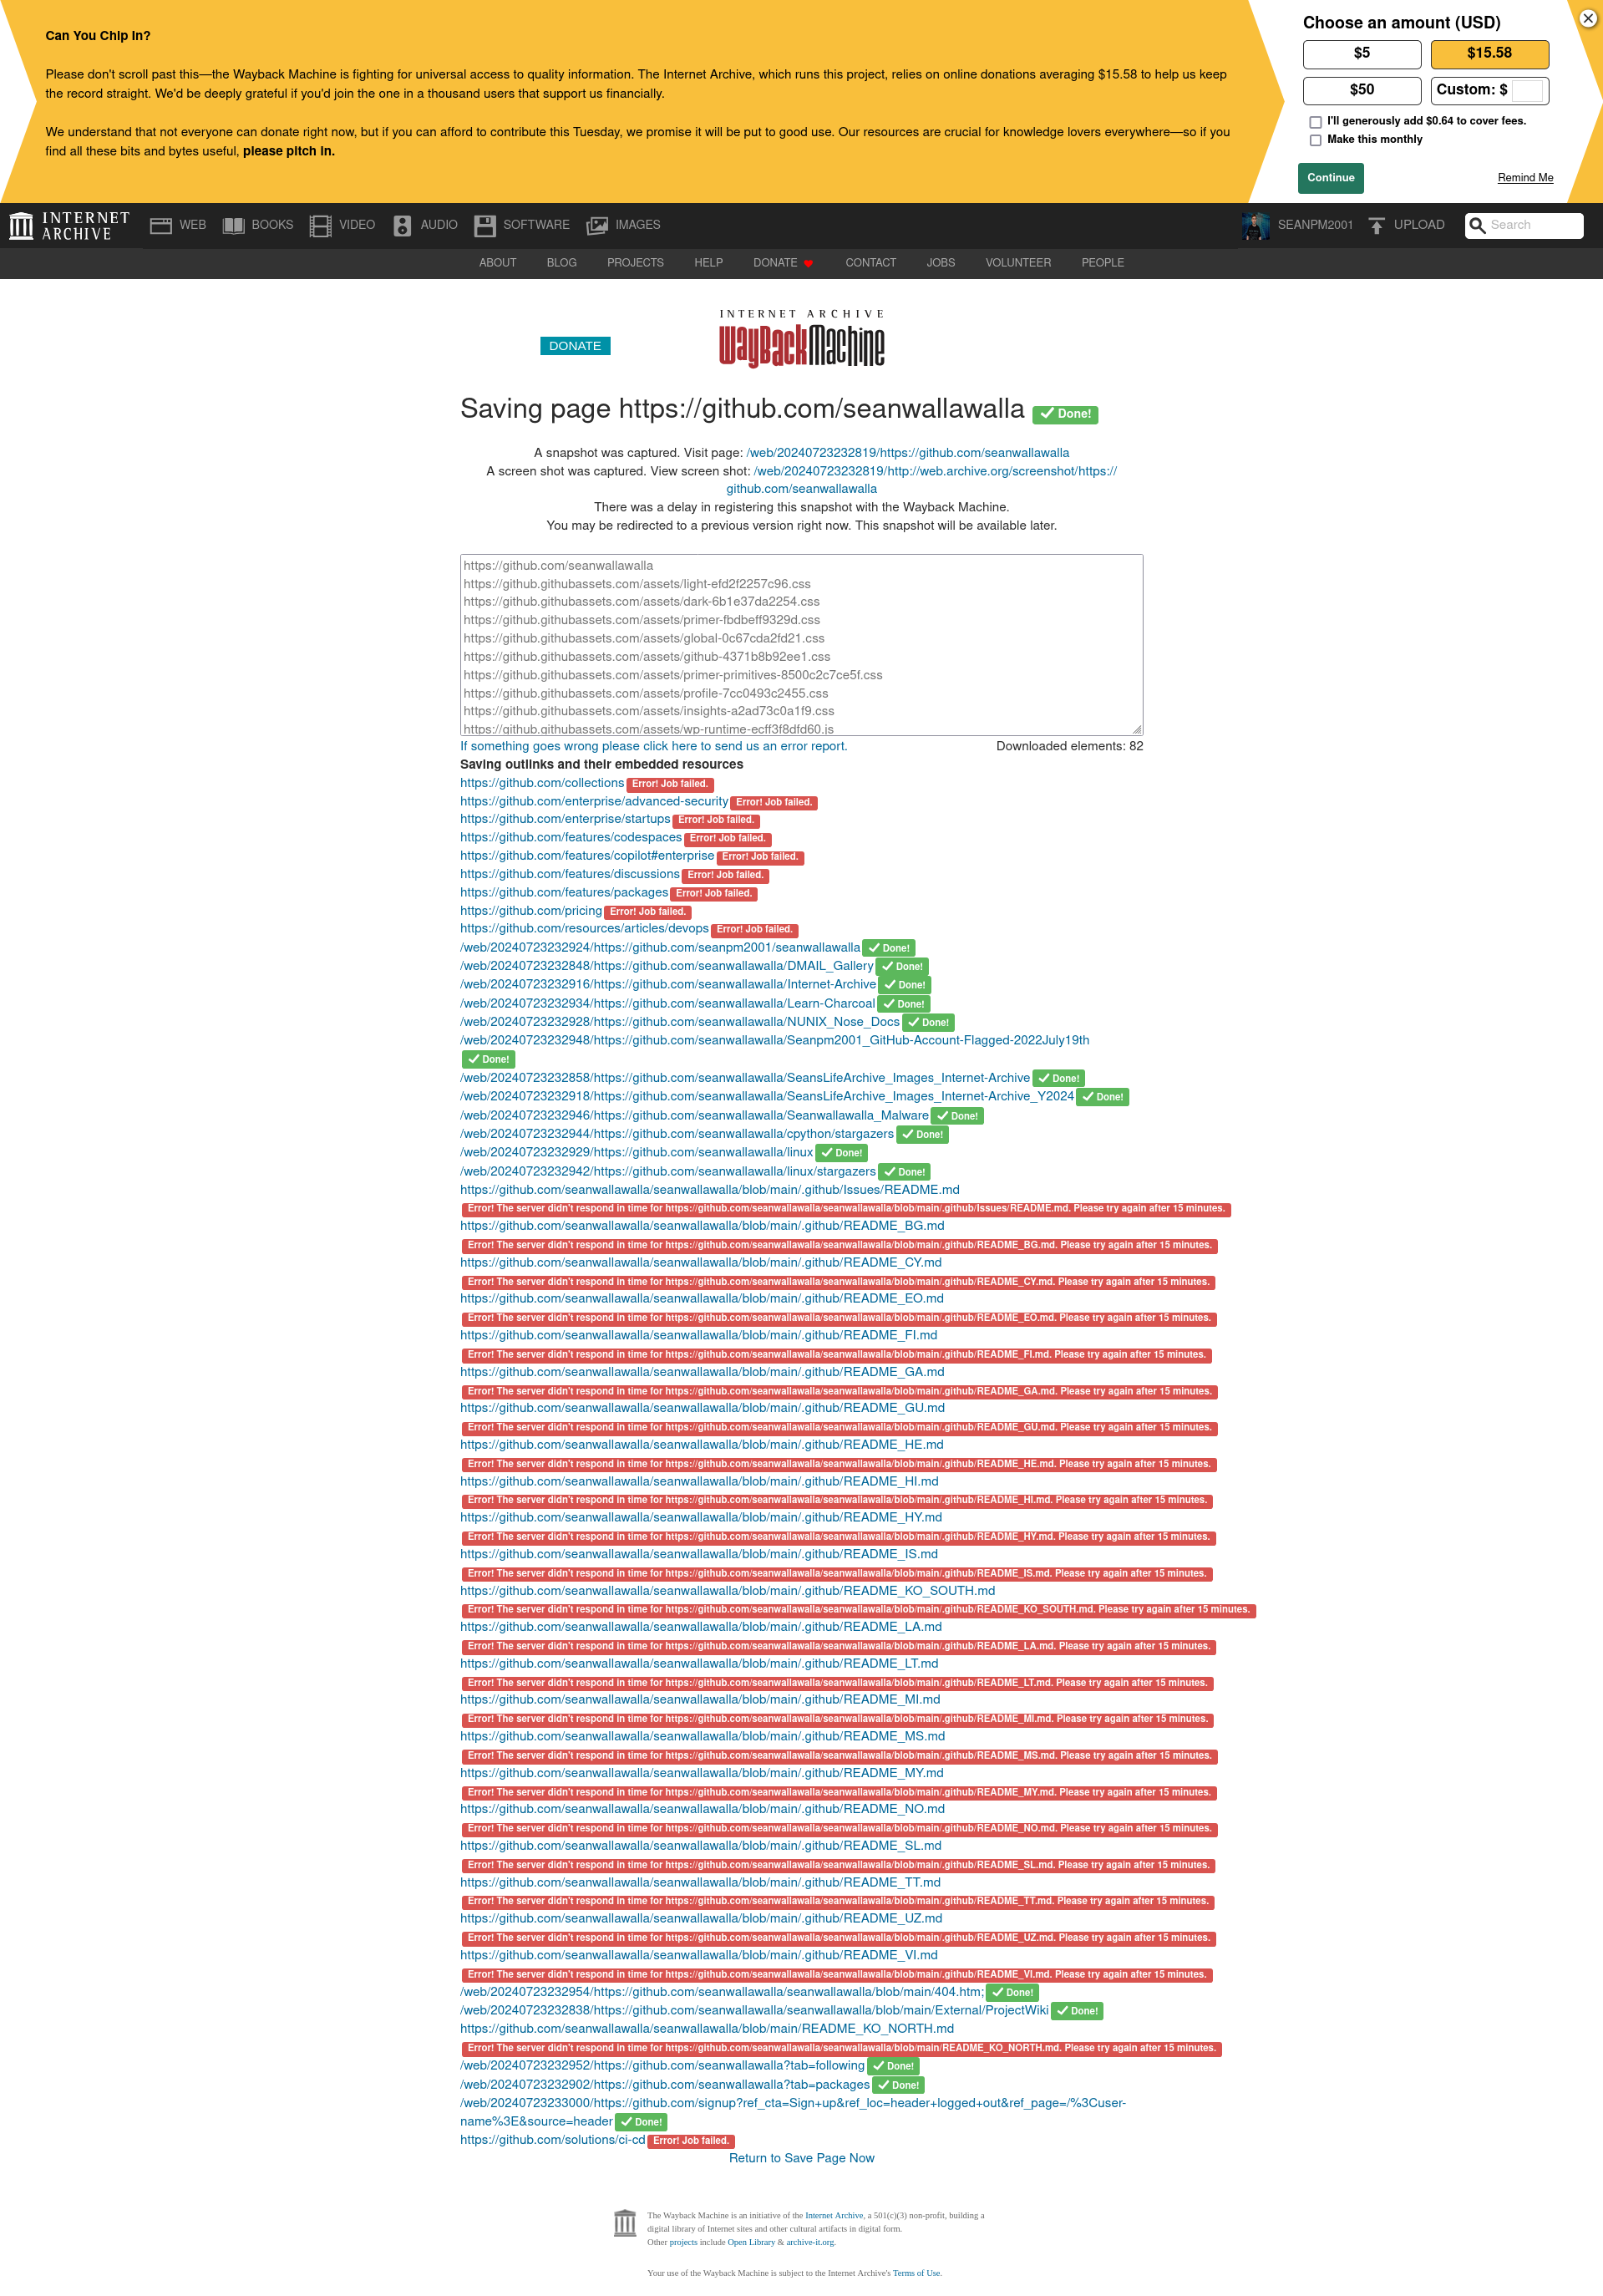 Can You Chip In?
Please don't scroll past this—the Wayback Machine is fighting for universal access to quality information. The Internet Archive, which runs this project, relies on online donations averaging $15.58 to help us keep
the record straight. We'd be deeply grateful if you'd join the one in a thousand users that support us financially.
We understand that not everyone can donate right now, but if you can afford to contribute this Tuesday, we promise it will be put to good use. Our resources are crucial for knowledge lovers everywhere—so if you
find all these bits and bytes useful, please pitch in.
Choose an amount (USD)
$5
$15.58
$50
Custom: $
I'll generously add $0.64 to cover fees.
Make this monthly
Continue
Remind Me
INTERNET
ARCHIVE
WEB
BOOKS
VIDEO
AUDIO
SOFTWARE
IMAGES
SEANPM2001
UPLOAD
Search
ABOUT
BLOG
PROJECTS
HELP
DONATE
CONTACT
JOBS
VOLUNTEER
PEOPLE
DONATE
INTERNET ARCHIVE
WayBackMachine
Saving page https://github.com/seanwallawalla Done!
A snapshot was captured. Visit page: /web/20240723232819/https://github.com/seanwallawalla
A screen shot was captured. View screen shot: /web/20240723232819/http://web.archive.org/screenshot/https://
github.com/seanwallawalla
There was a delay in registering this snapshot with the Wayback Machine.
You may be redirected to a previous version right now. This snapshot will be available later.
https://github.com/seanwallawalla
https://github.githubassets.com/assets/light-efd2f2257c96.css
https://github.githubassets.com/assets/dark-6b1e37da2254.css
https://github.githubassets.com/assets/primer-fbdbeff9329d.css
https://github.githubassets.com/assets/global-0c67cda2fd21.css
https://github.githubassets.com/assets/github-4371b8b92ee1.css
https://github.githubassets.com/assets/primer-primitives-8500c2c7ce5f.css
https://github.githubassets.com/assets/profile-7cc0493c2455.css
https://github.githubassets.com/assets/insights-a2ad73c0a1f9.css
https://github.githubassets.com/assets/wp-runtime-ecff3f8dfd60.js
If something goes wrong please click here to send us an error report.
Downloaded elements: 82
Saving outlinks and their embedded resources
https://github.com/collections Error! Job failed.
https://github.com/enterprise/advanced-security Error! Job failed.
https://github.com/enterprise/startups Error! Job failed.
https://github.com/features/codespaces Error! Job failed.
https://github.com/features/copilot#enterprise Error! Job failed.
https://github.com/features/discussions Error! Job failed.
https://github.com/features/packages Error! Job failed.
https://github.com/pricing Error! Job failed.
https://github.com/resources/articles/devops Error! Job failed.
/web/20240723232924/https://github.com/seanpm2001/seanwallawalla Done!
/web/20240723232848/https://github.com/seanwallawalla/DMAIL_Gallery Done!
/web/20240723232916/https://github.com/seanwallawalla/Internet-Archive Done!
/web/20240723232934/https://github.com/seanwallawalla/Learn-Charcoal Done!
/web/20240723232928/https://github.com/seanwallawalla/NUNIX_Nose_Docs Done!
/web/20240723232948/https://github.com/seanwallawalla/Seanpm2001_GitHub-Account-Flagged-2022July19th
Done!
/web/20240723232858/https://github.com/seanwallawalla/SeansLifeArchive_Images_Internet-Archive Done!
/web/20240723232918/https://github.com/seanwallawalla/SeansLifeArchive_Images_Internet-Archive_Y2024 Done!
/web/20240723232946/https://github.com/seanwallawalla/Seanwallawalla_Malware Done!
/web/20240723232944/https://github.com/seanwallawalla/cpython/stargazers Done!
/web/20240723232929/https://github.com/seanwallawalla/linux Done!
/web/20240723232942/https://github.com/seanwallawalla/linux/stargazers Done!
https://github.com/seanwallawalla/seanwallawalla/blob/main/.github/Issues/README.md
Error! The server didn't respond in time for https://github.com/seanwallawalla/seanwallawalla/blob/main/.github/Issues/README.md. Please try again after 15 minutes.
https://github.com/seanwallawalla/seanwallawalla/blob/main/.github/README_BG.md
Error! The server didn't respond in time for https://github.com/seanwallawalla/seanwallawalla/blob/main/.github/README_BG.md. Please try again after 15 minutes.
https://github.com/seanwallawalla/seanwallawalla/blob/main/.github/README_CY.md
Error! The server didn't respond in time for https://github.com/seanwallawalla/seanwallawalla/blob/main/.github/README_CY.md. Please try again after 15 minutes.
https://github.com/seanwallawalla/seanwallawalla/blob/main/.github/README_EO.md
Error! The server didn't respond in time for https://github.com/seanwallawalla/seanwallawalla/blob/main/.github/README_EO.md. Please try again after 15 minutes.
https://github.com/seanwallawalla/seanwallawalla/blob/main/.github/README_FI.md
Error! The server didn't respond in time for https://github.com/seanwallawalla/seanwallawalla/blob/main/.github/README_FI.md. Please try again after 15 minutes.
https://github.com/seanwallawalla/seanwallawalla/blob/main/.github/README_GA.md
Error! The server didn't respond in time for https://github.com/seanwallawalla/seanwallawalla/blob/main/.github/README_GA.md. Please try again after 15 minutes.
https://github.com/seanwallawalla/seanwallawalla/blob/main/.github/README_GU.md
Error! The server didn't respond in time for https://github.com/seanwallawalla/seanwallawalla/blob/main/.github/README_GU.md. Please try again after 15 minutes.
https://github.com/seanwallawalla/seanwallawalla/blob/main/.github/README_HE.md
Error! The server didn't respond in time for https://github.com/seanwallawalla/seanwallawalla/blob/main/.github/README_HE.md. Please try again after 15 minutes.
https://github.com/seanwallawalla/seanwallawalla/blob/main/.github/README_HI.md
Error! The server didn't respond in time for https://github.com/seanwallawalla/seanwallawalla/blob/main/.github/README_HI.md. Please try again after 15 minutes.
https://github.com/seanwallawalla/seanwallawalla/blob/main/.github/README_HY.md
Error! The server didn't respond in time for https://github.com/seanwallawalla/seanwallawalla/blob/main/.github/README_HY.md. Please try again after 15 minutes.
https://github.com/seanwallawalla/seanwallawalla/blob/main/.github/README_IS.md
Error! The server didn't respond in time for https://github.com/seanwallawalla/seanwallawalla/blob/main/.github/README_IS.md. Please try again after 15 minutes.
https://github.com/seanwallawalla/seanwallawalla/blob/main/.github/README_KO_SOUTH.md
Error! The server didn't respond in time for https://github.com/seanwallawalla/seanwallawalla/blob/main/.github/README_KO_SOUTH.md. Please try again after 15 minutes.
https://github.com/seanwallawalla/seanwallawalla/blob/main/.github/README_LA.md
Error! The server didn't respond in time for https://github.com/seanwallawalla/seanwallawalla/blob/main/.github/README_LA.md. Please try again after 15 minutes.
https://github.com/seanwallawalla/seanwallawalla/blob/main/.github/README_LT.md
Error! The server didn't respond in time for https://github.com/seanwallawalla/seanwallawalla/blob/main/.github/README_LT.md. Please try again after 15 minutes.
https://github.com/seanwallawalla/seanwallawalla/blob/main/.github/README_MI.md
Error! The server didn't respond in time for https://github.com/seanwallawalla/seanwallawalla/blob/main/.github/README_MI.md. Please try again after 15 minutes.
https://github.com/seanwallawalla/seanwallawalla/blob/main/.github/README_MS.md
Error! The server didn't respond in time for https://github.com/seanwallawalla/seanwallawalla/blob/main/.github/README_MS.md. Please try again after 15 minutes.
https://github.com/seanwallawalla/seanwallawalla/blob/main/.github/README_MY.md
Error! The server didn't respond in time for https://github.com/seanwallawalla/seanwallawalla/blob/main/.github/README_MY.md. Please try again after 15 minutes.
https://github.com/seanwallawalla/seanwallawalla/blob/main/.github/README_NO.md
Error! The server didn't respond in time for https://github.com/seanwallawalla/seanwallawalla/blob/main/.github/README_NO.md. Please try again after 15 minutes.
https://github.com/seanwallawalla/seanwallawalla/blob/main/.github/README_SL.md
Error! The server didn't respond in time for https://github.com/seanwallawalla/seanwallawalla/blob/main/.github/README_SL.md. Please try again after 15 minutes.
https://github.com/seanwallawalla/seanwallawalla/blob/main/.github/README_TT.md
Error! The server didn't respond in time for https://github.com/seanwallawalla/seanwallawalla/blob/main/.github/README_TT.md. Please try again after 15 minutes.
https://github.com/seanwallawalla/seanwallawalla/blob/main/.github/README_UZ.md
Error! The server didn't respond in time for https://github.com/seanwallawalla/seanwallawalla/blob/main/.github/README_UZ.md. Please try again after 15 minutes.
https://github.com/seanwallawalla/seanwallawalla/blob/main/.github/README_VI.md
Error! The server didn't respond in time for https://github.com/seanwallawalla/seanwallawalla/blob/main/.github/README_VI.md. Please try again after 15 minutes.
/web/20240723232954/https://github.com/seanwallawalla/seanwallawalla/blob/main/404.htm; Done!
/web/20240723232838/https://github.com/seanwallawalla/seanwallawalla/blob/main/External/ProjectWiki Done!
https://github.com/seanwallawalla/seanwallawalla/blob/main/README_KO_NORTH.md
Error! The server didn't respond in time for https://github.com/seanwallawalla/seanwallawalla/blob/main/README_KO_NORTH.md. Please try again after 15 minutes.
/web/20240723232952/https://github.com/seanwallawalla?tab=following Done!
/web/20240723232902/https://github.com/seanwallawalla?tab=packages Done!
/web/20240723233000/https://github.com/signup?ref_cta=Sign+up&ref_loc=header+logged+out&ref_page=/%3Cuser-
name%3E&source=header Done!
https://github.com/solutions/ci-cd Error! Job failed.
Return to Save Page Now
The Wayback Machine is an initiative of the Internet Archive, a 501(c)(3) non-profit, building a
digital library of Internet sites and other cultural artifacts in digital form.
Other projects include Open Library & archive-it.org.
Your use of the Wayback Machine is subject to the Internet Archive's Terms of Use.